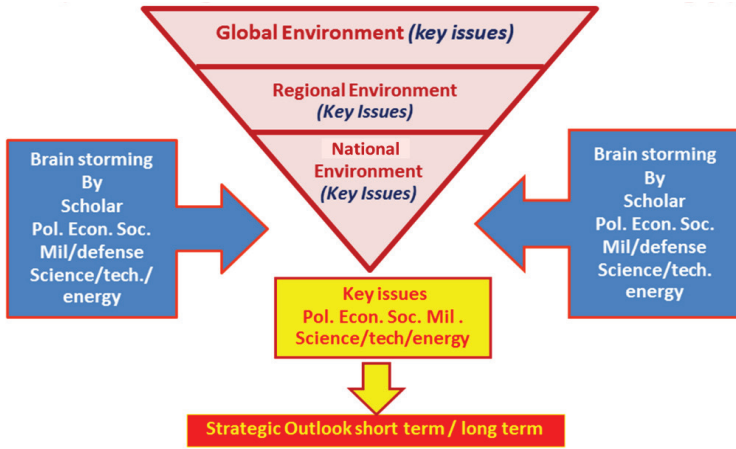 Global Environment (key issues)
Regional Environment
(Key Issues)
National
Environment
(Key Issues)
Brain storming
By
Scholar
Pol. Econ. Soc.
Mil/defense
Science/tech./
energy
Brain storming
By
Scholar
Pol. Econ. Soc.
Mil/defense
Science/tech.
energy
Key issues
Pol. Econ. Soc. Mil .
Science/tech/energy
Strategic Outlook short term / long term